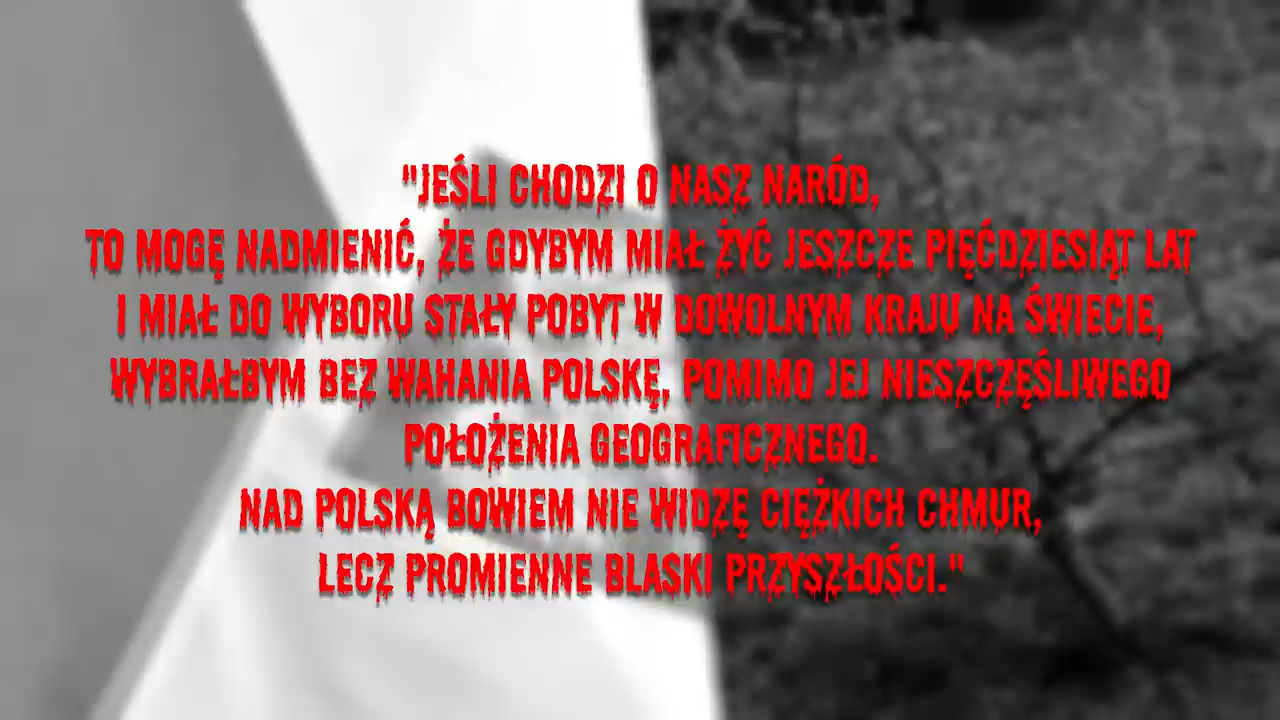 "JEŚLI CHODZI O NASZ NARÓD,
TO MOGĘ NADMIENIĆ, ŻE GDYBYM MIAŁ ŻYĆ JESZCZE PIĘĆDZIESIĄT LAT
I MIAŁ DO WYBORU STAŁY POBYT W DOWOLNYM KRAJU NA ŚWIECIE,
WYBRAŁBYM BEZ WAHANIA POLSKĘ, POMIMO JEJ NIESZCZĘŚLIWEGO
POŁOŻENIA GEOGRAFICZNEGO.
NAD POLSKĄ BOWIEM NIE WIDZĘ CIĘŻKICH CHMUR,
LECZ PROMIENNE BLASKI PRZYSZŁOŚCI."